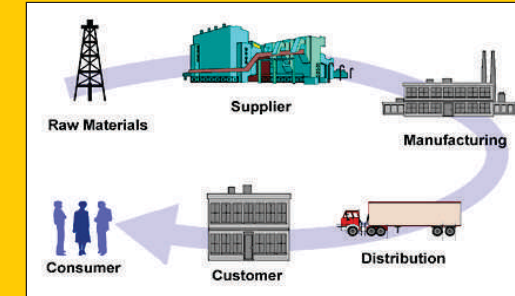 Raw Materials
Supplier
Manufacturing
Distribution
Customer
Consumer